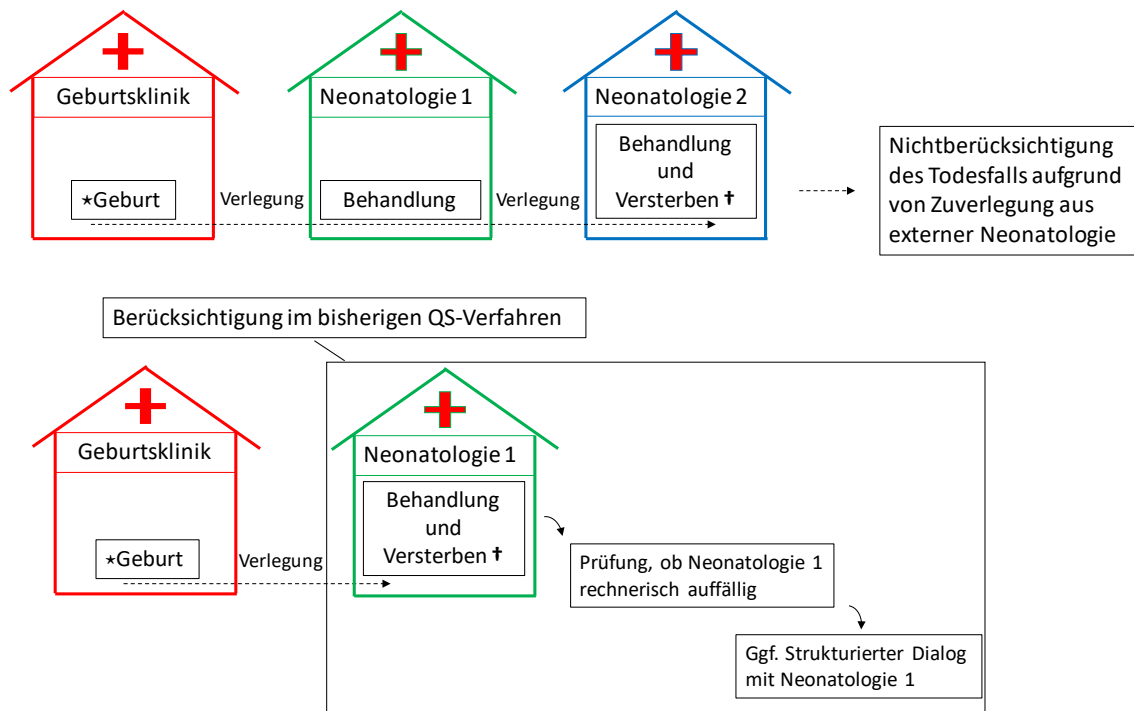 Geburtsklinik
Neonatologie 1
Neonatologie 2
⋆Geburt
Verlegung
Behandlung
Verlegung
Behandlung
und
Versterben ✝
Nichtberücksichtigung
des Todesfalls aufgrund
von Zuverlegung aus
externer Neonatologie
Berücksichtigung im bisherigen QS-Verfahren
Geburtsklinik
Neonatologie 1
⋆Geburt
Verlegung
Behandlung
und
Versterben ✝
Prüfung, ob Neonatologie 1
rechnerisch auffällig
Ggf. Strukturierter Dialog
mit Neonatologie 1